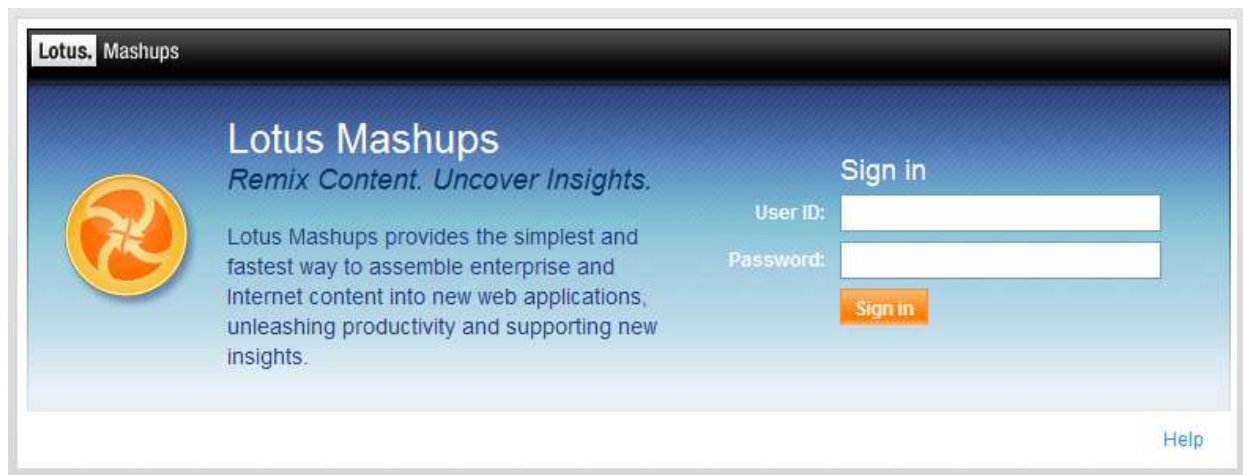 Lotus. Mashups
Lotus Mashups
Remix Content. Uncover Insights.
Lotus Mashups provides the simplest and
fastest way to assemble enterprise and
Internet content into new web applications,
unleashing productivity and supporting new
insights.
Sign in
User ID:
Password:
Sign in
Help